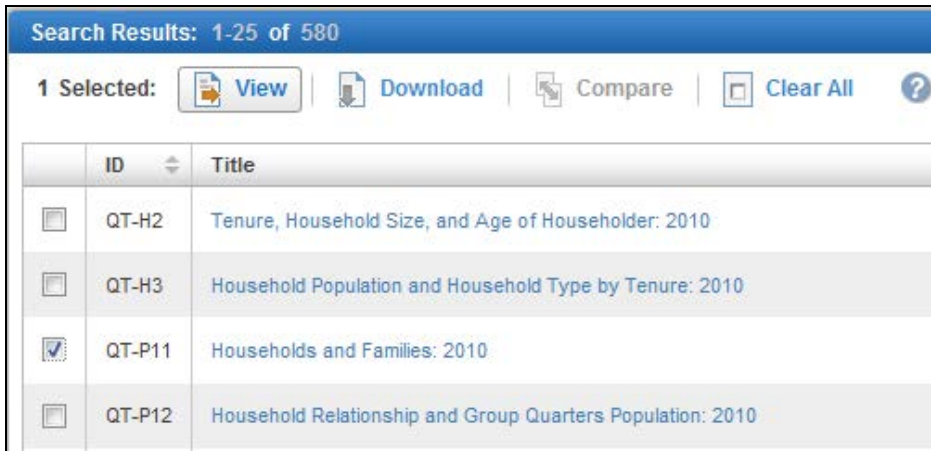 Search Results: 1-25 of 580
1 Selected: View | Download | Compare | Clear All ?
ID Title
QT-H2 Tenure, Household Size, and Age of Householder: 2010
QT-H3 Household Population and Household Type by Tenure: 2010
QT-P11 Households and Families: 2010
QT-P12 Household Relationship and Group Quarters Population: 2010